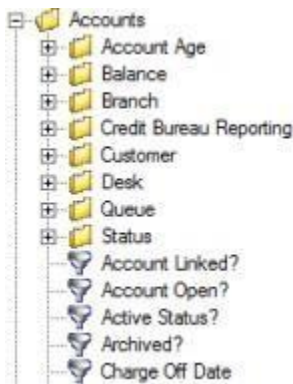 Accounts
Account Age
Balance
Branch
Credit Bureau Reporting
Customer
Desk
Queue
Status
Account Linked?
Account Open?
Active Status?
Archived?
Charge Off Date